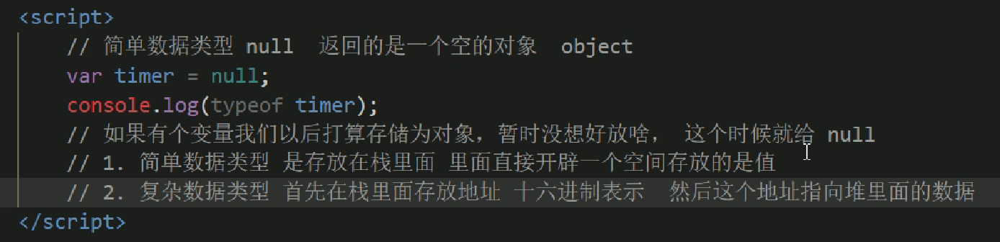 <script>
// 简单数据类型 null  返回的是一个空的对象  object
var timer = null;
console.log(typeof timer);
// 如果有个变量我们以后打算存储为对象，暂时没想好放啥， 这个时候就给 null
// 1. 简单数据类型 是存放在栈里面 里面直接开辟一个空间存放的是值
// 2. 复杂数据类型 首先在栈里面存放地址 十六进制表示  然后这个地址指向堆里面的数据
</script>